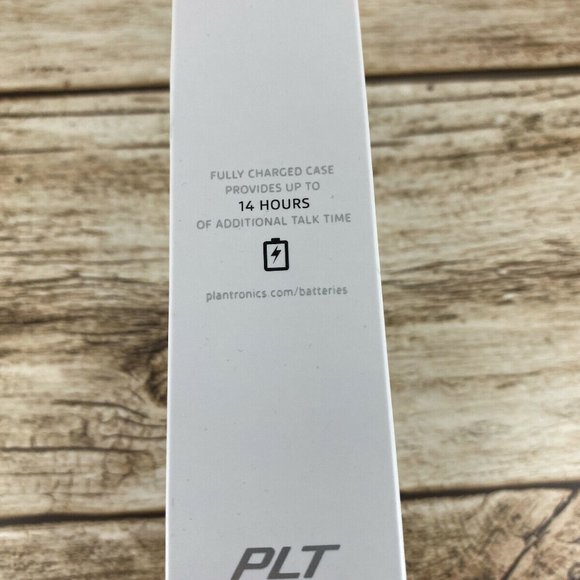 FULLY CHARGED CASE
PROVIDES UP TO
14 HOURS
OF ADDITIONAL TALK TIME
plantronics.com/batteries
PLT